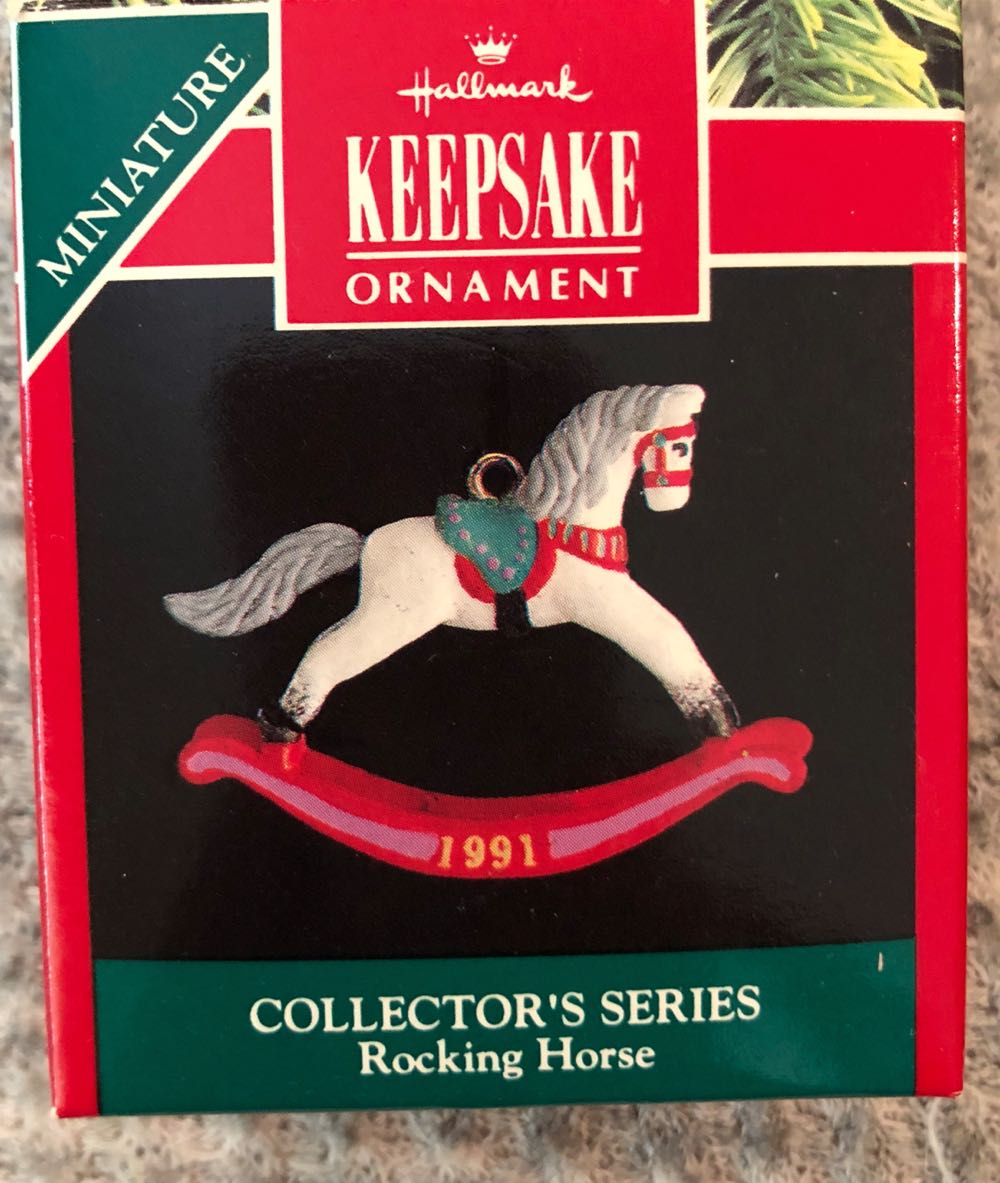 MINIATURE
Hallmark
KEEPSAKE
ORNAMENT
1991
COLLECTOR'S SERIES
Rocking Horse